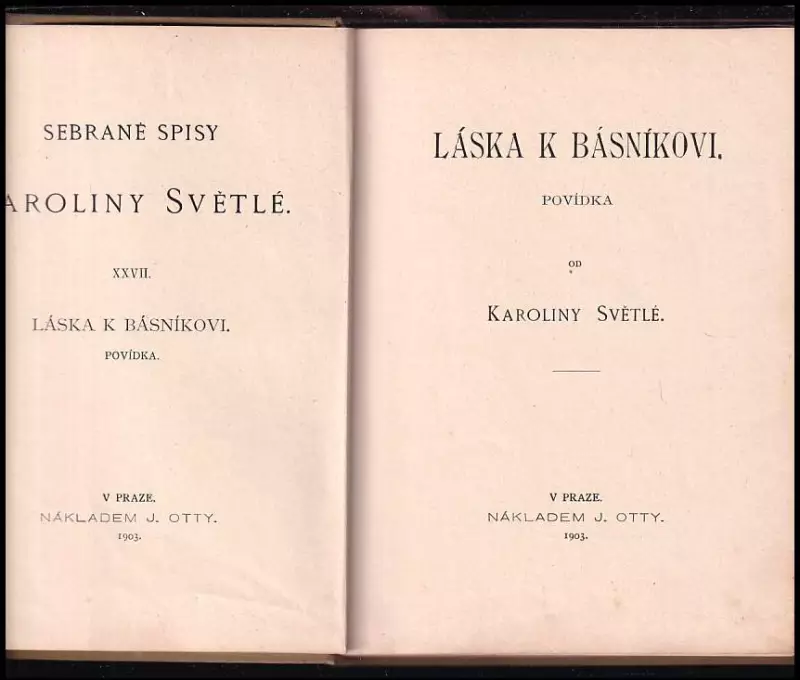 SEBRANÉ SPISY
AROLINY SVĚTLÉ.
XXVII.
LÁSKA K BÁSNÍKOVI.
POVÍDKA.
V PRAZE.
NÁKLADEM J. OTTY.
1903.
LÁSKA K BÁSNÍKOVI.
POVÍDKA
OD
KAROLINY SVĚTLÉ.
V PRAZE.
NÁKLADEM J. OTTY.
1903.